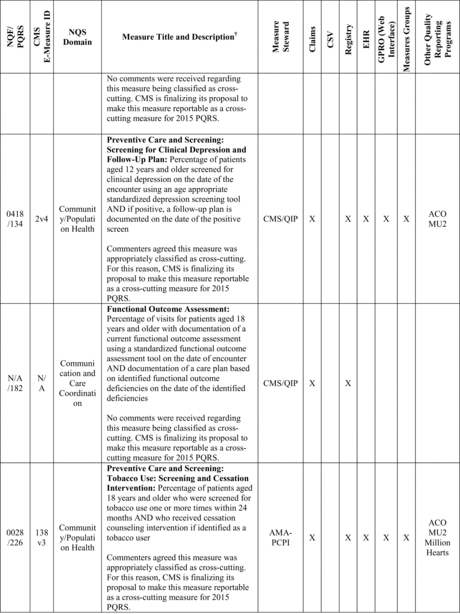 NQF/
PQRS
CMS
E-Measure ID
NQS
Domain
Measure Title and Description¥
Measure
Steward
Claims
CSV
Registry
EHR
GPRO (Web
Interface)
Measures Groups
Other Quality
Reporting
Programs
No comments were received regarding
this measure being classified as cross-
cutting. CMS is finalizing its proposal to
make this measure reportable as a cross-
cutting measure for 2015 PQRS.
0418
/134
2v4
Communit
y/Populati
on Health
Preventive Care and Screening:
Screening for Clinical Depression and
Follow-Up Plan: Percentage of patients
aged 12 years and older screened for
clinical depression on the date of the
encounter using an age appropriate
standardized depression screening tool
AND if positive, a follow-up plan is
documented on the date of the positive
screen
Commenters agreed this measure was
appropriately classified as cross-cutting.
For this reason, CMS is finalizing its
proposal to make this measure reportable
as a cross-cutting measure for 2015
PQRS.
CMS/QIP
X
X
X
X
X
ACO
MU2
N/A
/182
N/
A
Communi
cation and
Care
Coordinati
on
Functional Outcome Assessment:
Percentage of visits for patients aged 18
years and older with documentation of a
current functional outcome assessment
using a standardized functional outcome
assessment tool on the date of encounter
AND documentation of a care plan based
on identified functional outcome
deficiencies on the date of the identified
deficiencies
No comments were received regarding
this measure being classified as cross-
cutting. CMS is finalizing its proposal to
make this measure reportable as a cross-
cutting measure for 2015 PQRS.
CMS/QIP
X
X
0028
/226
138
v3
Communit
y/Populati
on Health
Preventive Care and Screening:
Tobacco Use: Screening and Cessation
Intervention: Percentage of patients aged
18 years and older who were screened for
tobacco use one or more times within 24
months AND who received cessation
counseling intervention if identified as a
tobacco user
Commenters agreed this measure was
appropriately classified as cross-cutting.
For this reason, CMS is finalizing its
proposal to make this measure reportable
as a cross-cutting measure for 2015
PQRS.
AMA-
PCPI
X
X
X
X
X
ACO
MU2
Million
Hearts